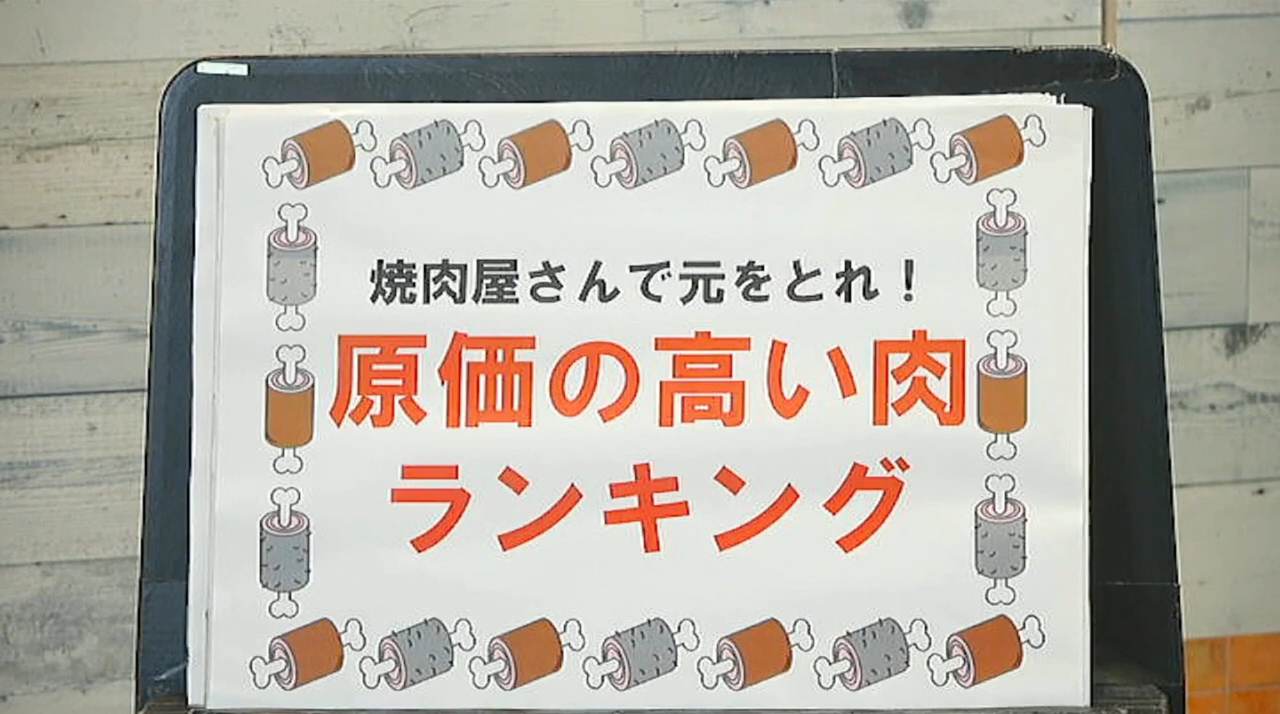 焼肉屋さんで元をとれ！
原価の高い肉
ランキング